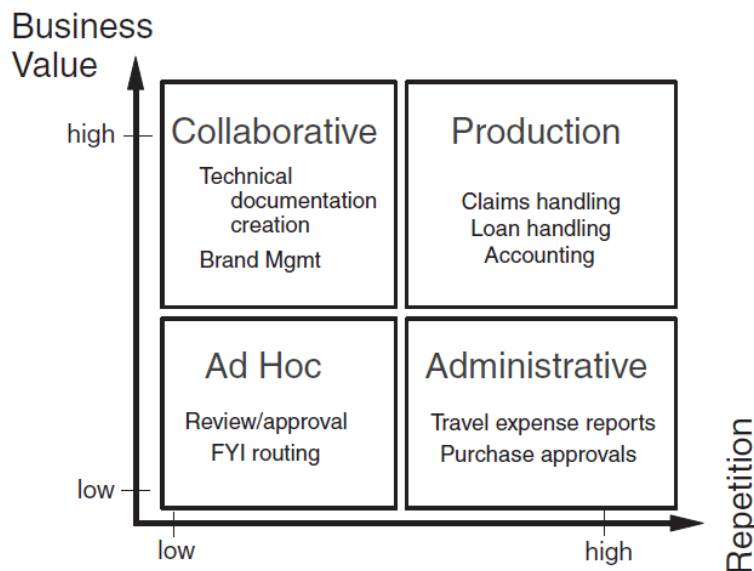 Business
Value
high
Collaborative
Technical
documentation
creation
Brand Mgmt
Production
Claims handling
Loan handling
Accounting
Ad Hoc
Review/approval
FYI routing
Administrative
Travel expense reports
Purchase approvals
low
low
high
Repetition